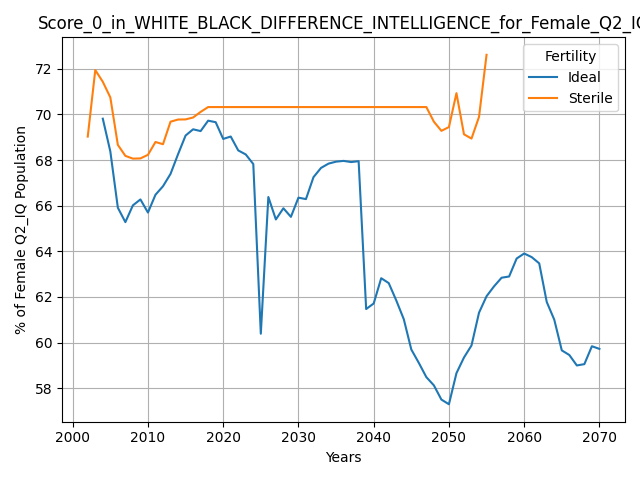 Score_0_in_WHITE_BLACK_DIFFERENCE_INTELLIGENCE_for_Female_Q2_IQ
Fertility
Ideal
Sterile
% of Female Q2_IQ Population
72
70
68
66
64
62
60
58
2000 2010 2020 2030 2040 2050 2060 2070
Years